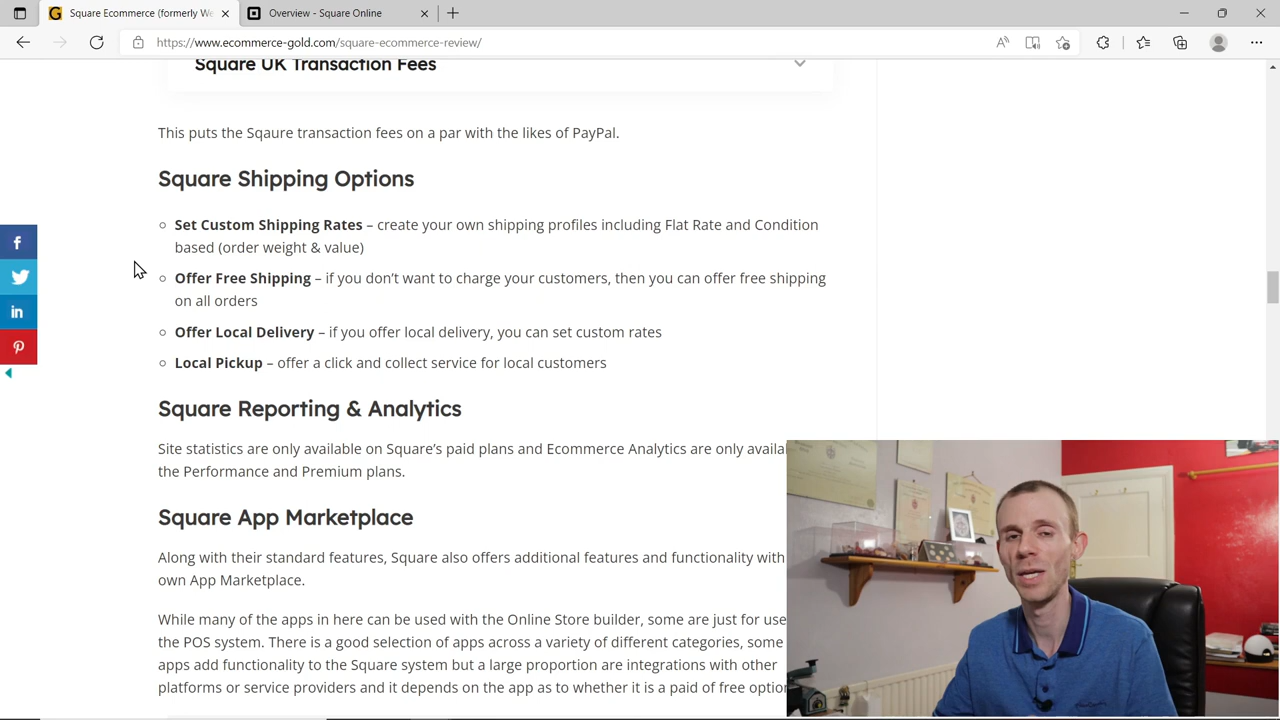 Square Ecommerce (formerly We
Overview - Square Online
https://www.ecommerce-gold.com/square-ecommerce-review/
Square UK Transaction Fees
This puts the Sqaure transaction fees on a par with the likes of PayPal.
Square Shipping Options
Set Custom Shipping Rates – create your own shipping profiles including Flat Rate and Condition
based (order weight & value)
Offer Free Shipping – if you don't want to charge your customers, then you can offer free shipping
on all orders
Offer Local Delivery – if you offer local delivery, you can set custom rates
Local Pickup – offer a click and collect service for local customers
Square Reporting & Analytics
Site statistics are only available on Square's paid plans and Ecommerce Analytics are only availa
the Performance and Premium plans.
Square App Marketplace
Along with their standard features, Square also offers additional features and functionality with
own App Marketplace.
While many of the apps in here can be used with the Online Store builder, some are just for use
the POS system. There is a good selection of apps across a variety of different categories, some
apps add functionality to the Square system but a large proportion are integrations with other
platforms or service providers and it depends on the app as to whether it is a paid of free optio